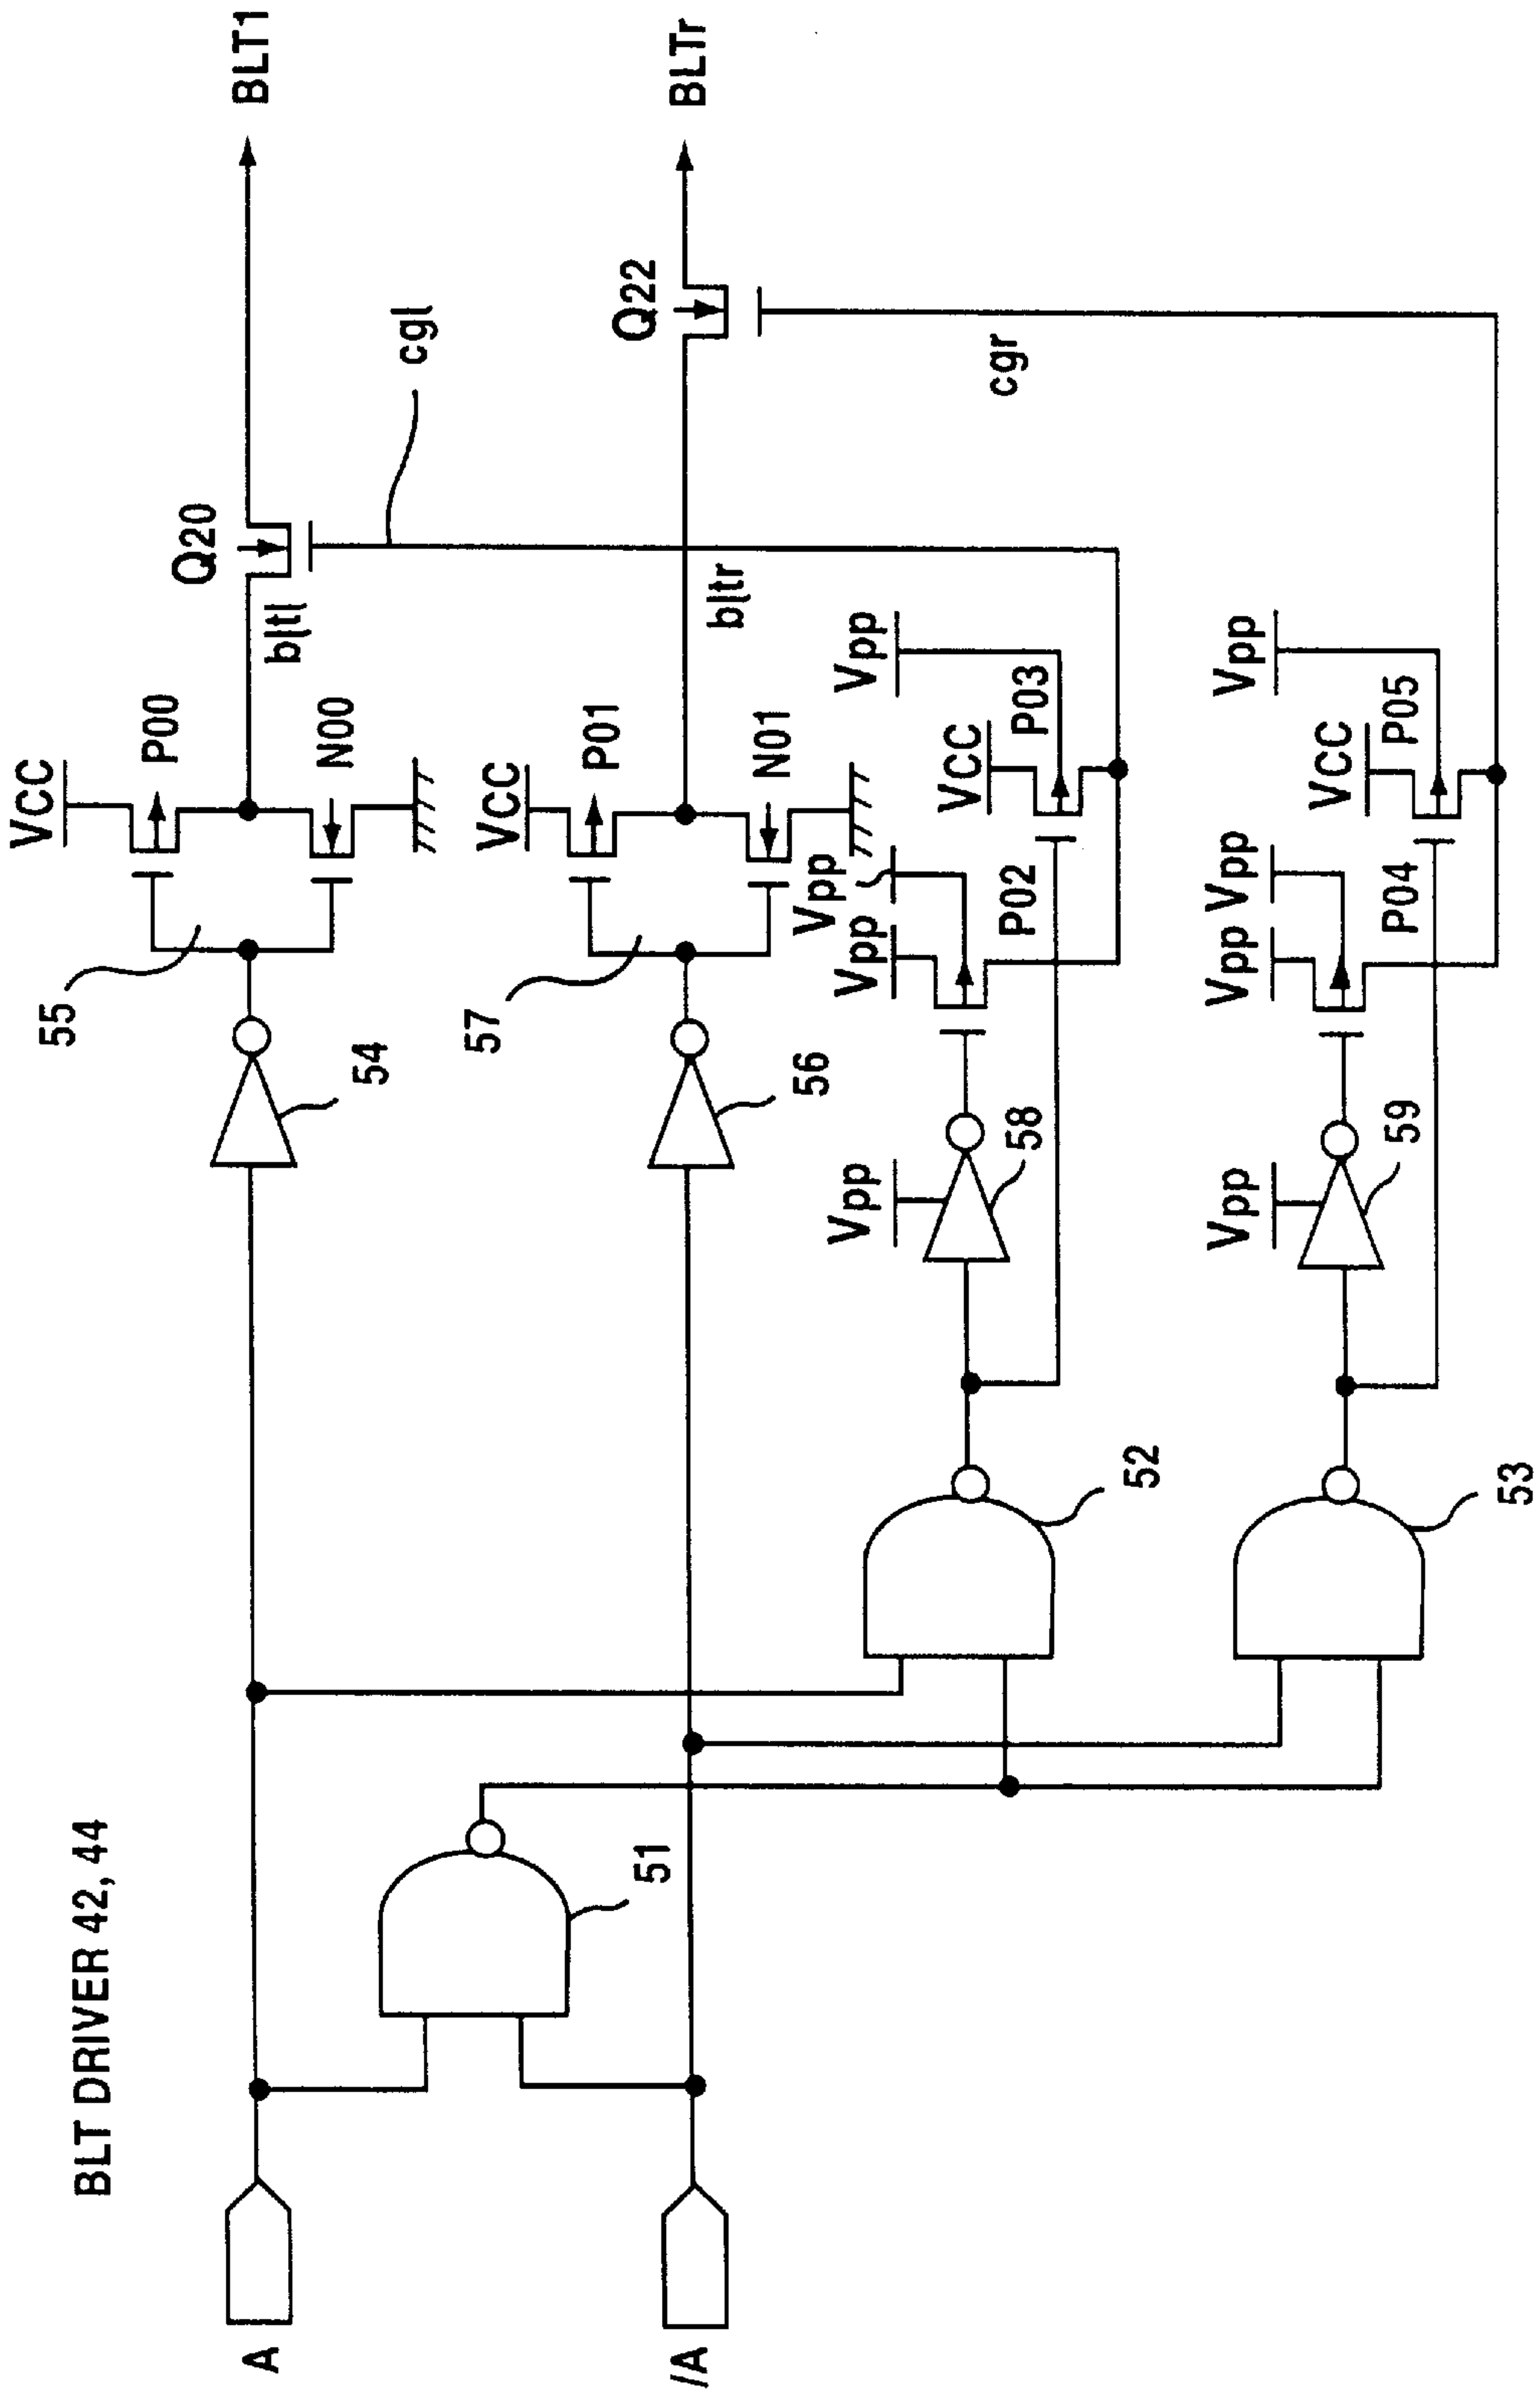 BLT DRIVER 42, 44
A
/A
51
52
53
54
55
VCC
P00
N00
bltl
Q20
BLT1
56
57
VCC
P01
N01
bltr
Q22
BLTr
cgl
cgr
Vpp
58
Vpp
Vpp
P02
VCC
P03
Vpp
Vpp
59
Vpp
Vpp
P04
VCC
P05
Vpp